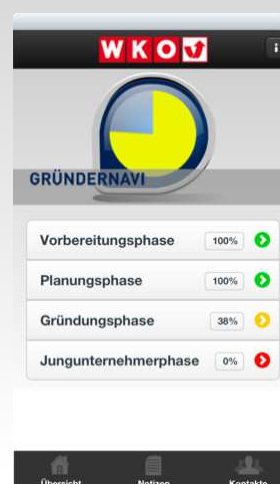 WKO
i
GRÜNDERNAVI
Vorbereitungsphase 100%
Planungsphase 100%
Gründungsphase 38%
Jungunternehmerphase 0%
Übersicht Notizen Kontakte